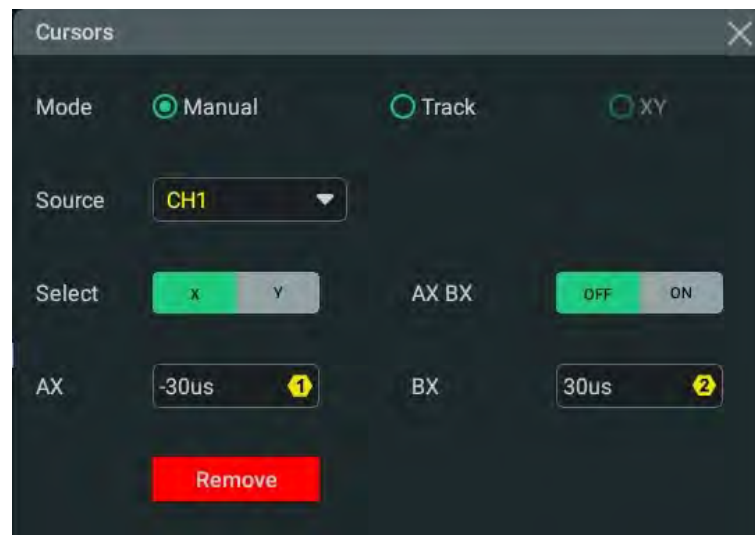 Cursors
Mode Manual Track XY
Source CH1
Select X Y AX BX OFF ON
AX -30us 1 BX 30us 2
Remove